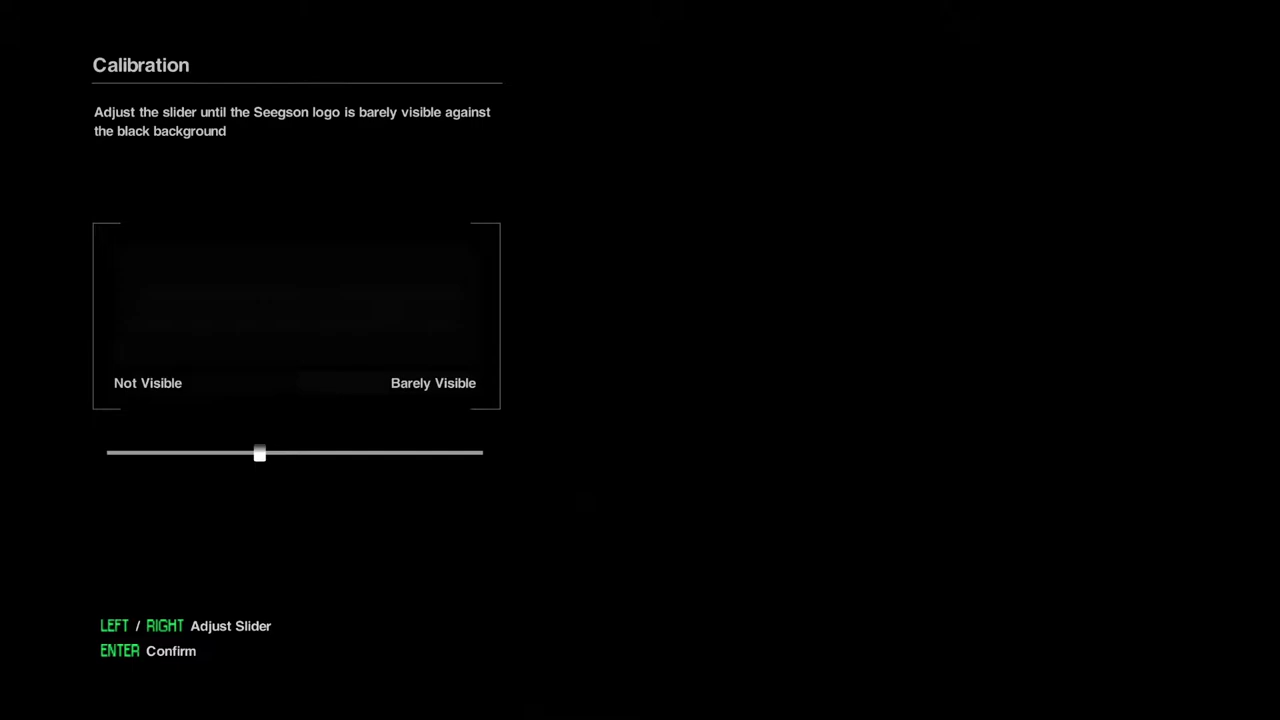 Calibration
Adjust the slider until the Seegson logo is barely visible against
the black background
Not Visible Barely Visible
LEFT / RIGHT Adjust Slider
ENTER Confirm